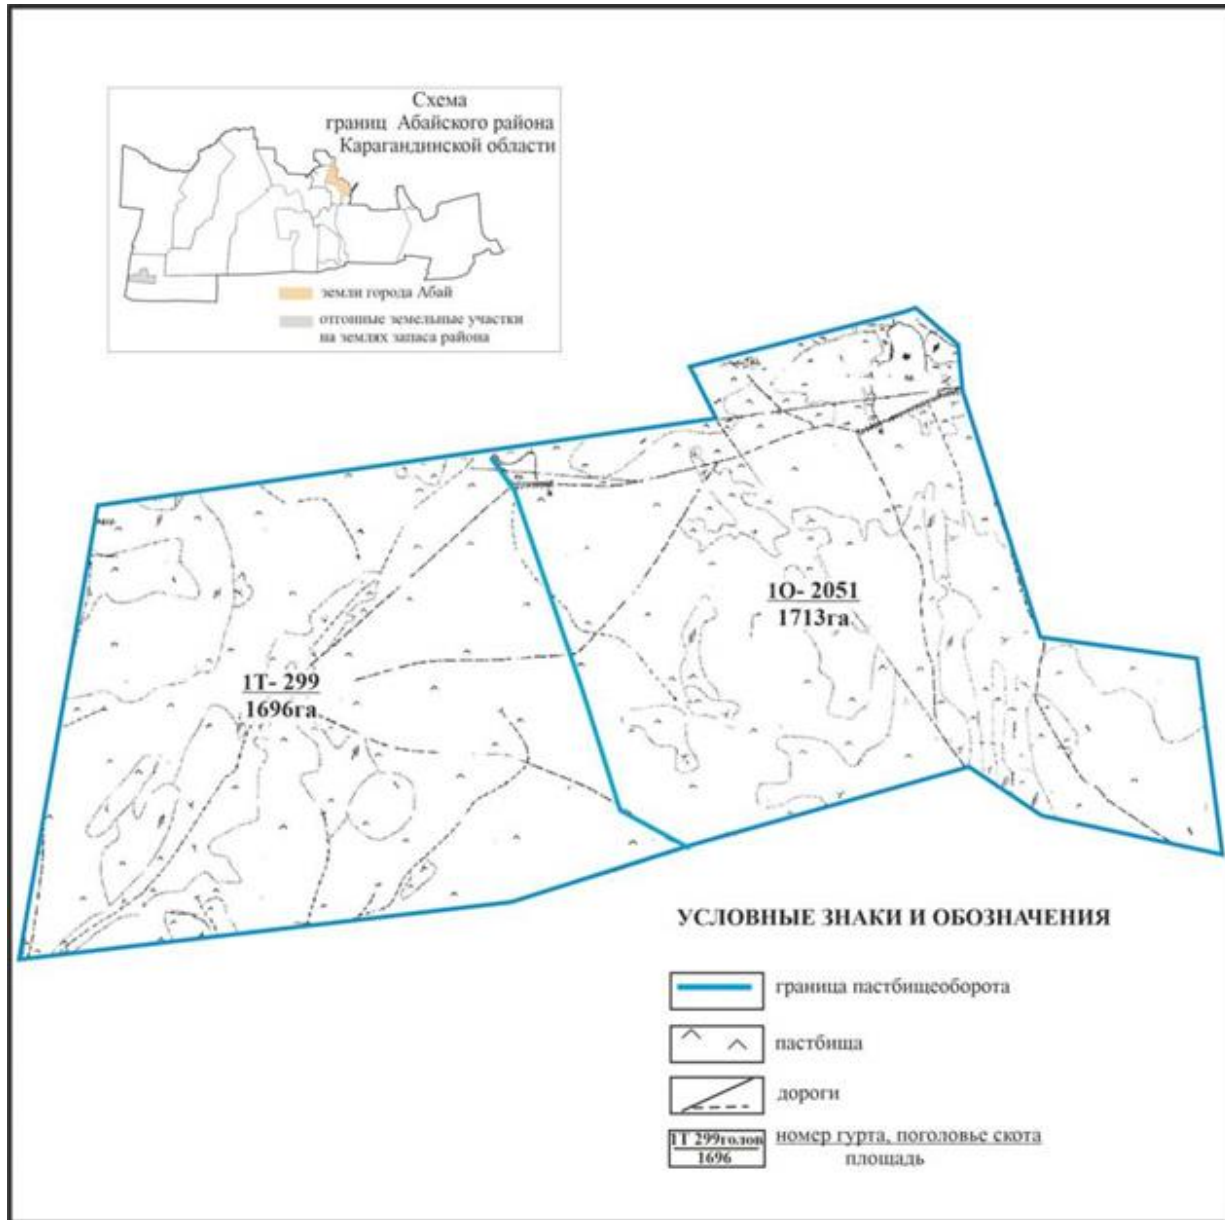 Схема
границ Абайского района
Карагандинской области
земли города Абай
отгонные земельные участки
на землях запаса района
1О- 2051
1713га
1Т- 299
1696га
УСЛОВНЫЕ ЗНАКИ И ОБОЗНАЧЕНИЯ
граница пастбищеоборота
пастбища
дороги
1Т 299голов
1696
номер гурта, поголовье скота
площадь